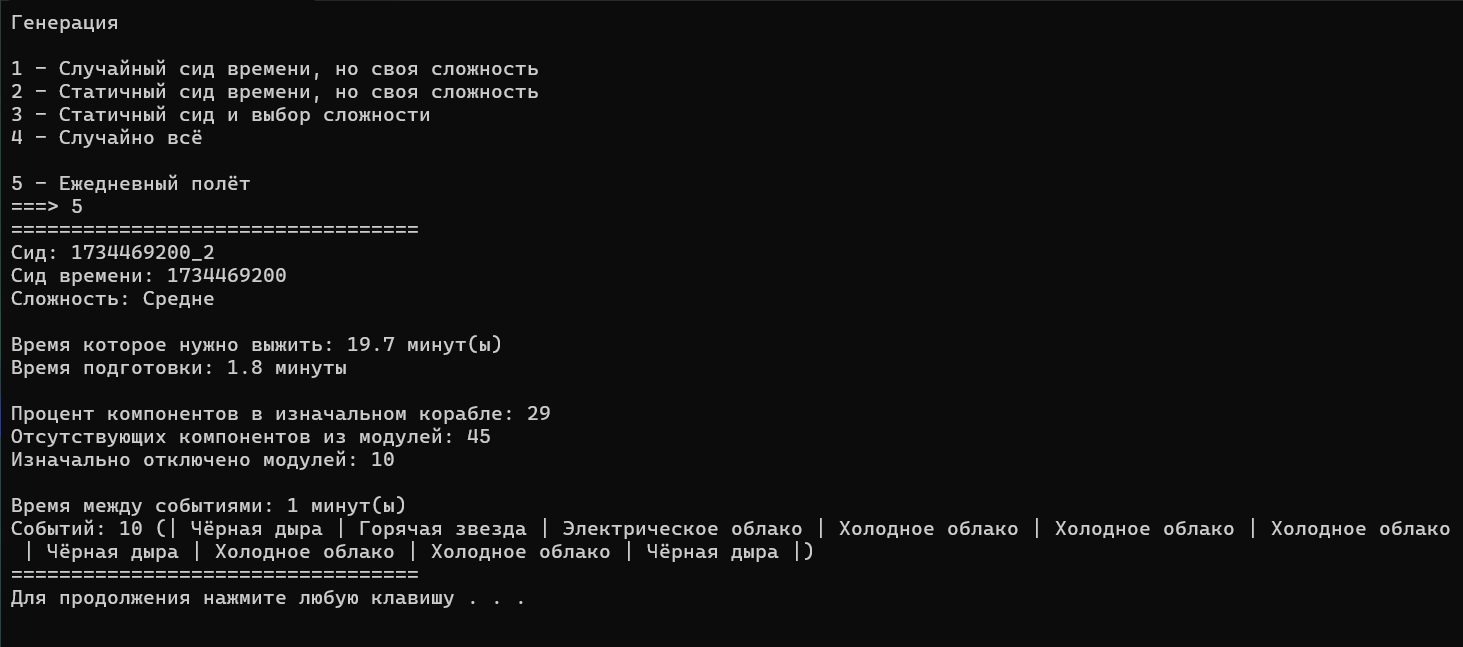 Генерация
1 - Случайный сид времени, но своя сложность
2 - Статичный сид времени, но своя сложность
3 - Статичный сид и выбор сложности
4 - Случайно всё
5 - Ежедневный полёт
===> 5
==================================
Сид: 1734469200_2
Сид времени: 1734469200
Сложность: Средне
Время которое нужно выжить: 19.7 минут(ы)
Время подготовки: 1.8 минуты
Процент компонентов в изначальном корабле: 29
Отсутствующих компонентов из модулей: 45
Изначально отключено модулей: 10
Время между событиями: 1 минут(ы)
Событий: 10 (| Чёрная дыра | Горячая звезда | Электрическое облако | Холодное облако | Холодное облако | Холодное облако
| Чёрная дыра | Холодное облако | Холодное облако | Чёрная дыра |)
==================================
Для продолжения нажмите любую клавишу . . .